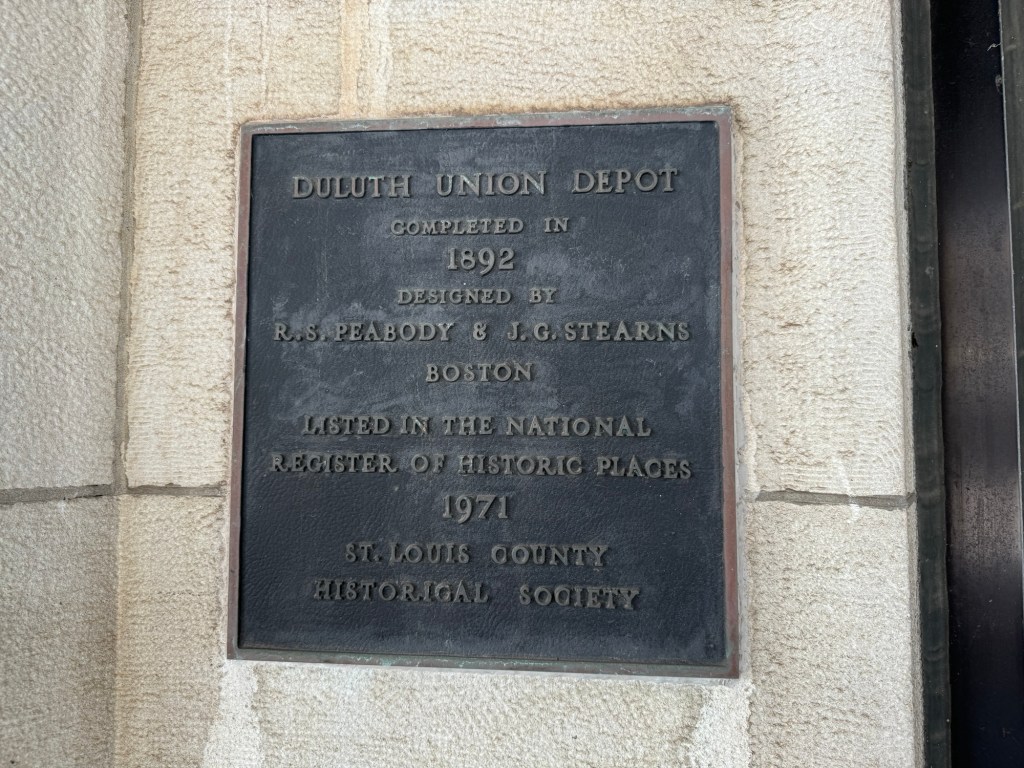 DULUTH UNION DEPOT
COMPLETED IN
1892
DESIGNED BY
R.S. PEABODY & J.G. STEARNS
BOSTON
LISTED IN THE NATIONAL
REGISTER OF HISTORIC PLACES
1971
ST. LOUIS COUNTY
HISTORICAL SOCIETY